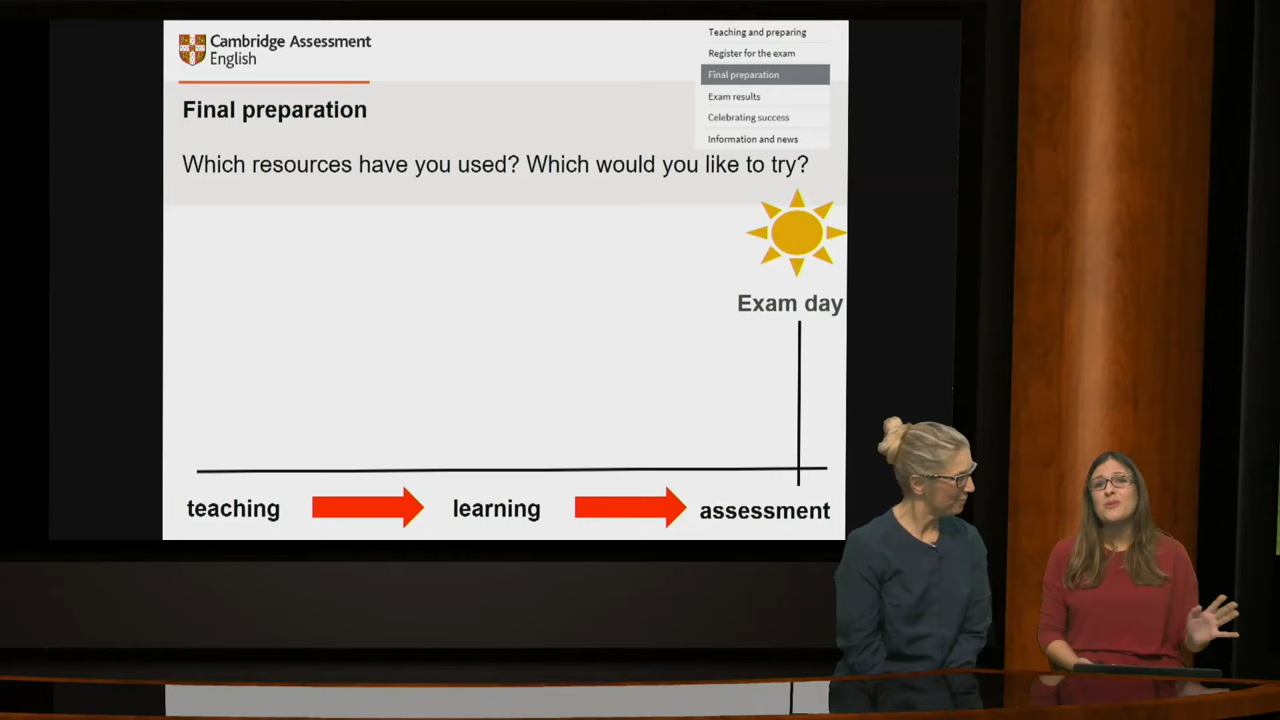 Cambridge Assessment
English
Teaching and preparing
Register for the exam
Final preparation
Exam results
Celebrating success
Information and news
Final preparation
Which resources have you used? Which would you like to try?
Exam day
teaching
learning
assessment